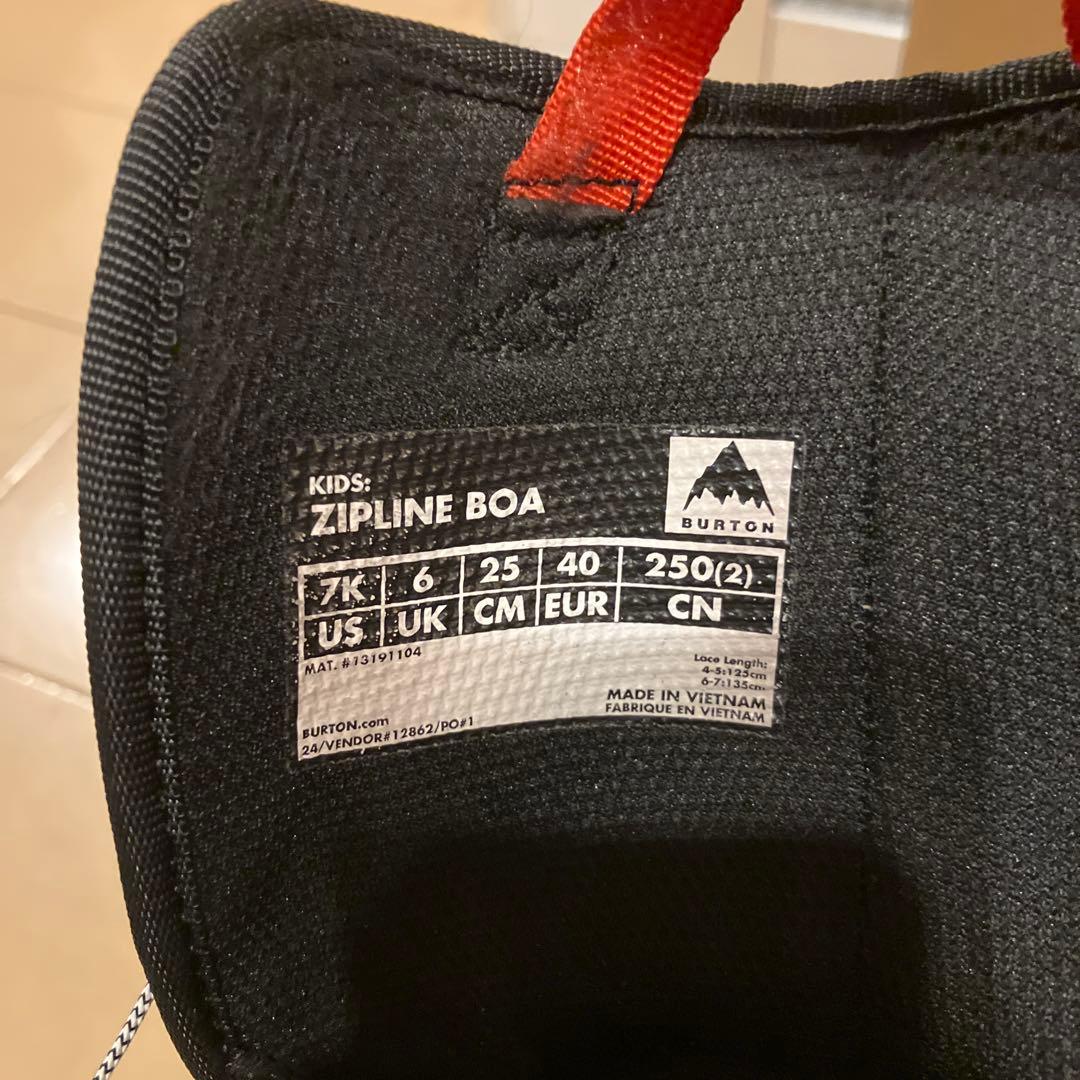 KIDS:
ZIPLINE BOA
BURTON
7K 6 25 40 250(2)
US UK CM EUR CN
MAT. #13191104
Lace Length:
4-5:125cm
6-7:135cm
MADE IN VIETNAM
FABRIQUE EN VIETNAM
BURTON.com
24/VENDOR#12862/PO#1